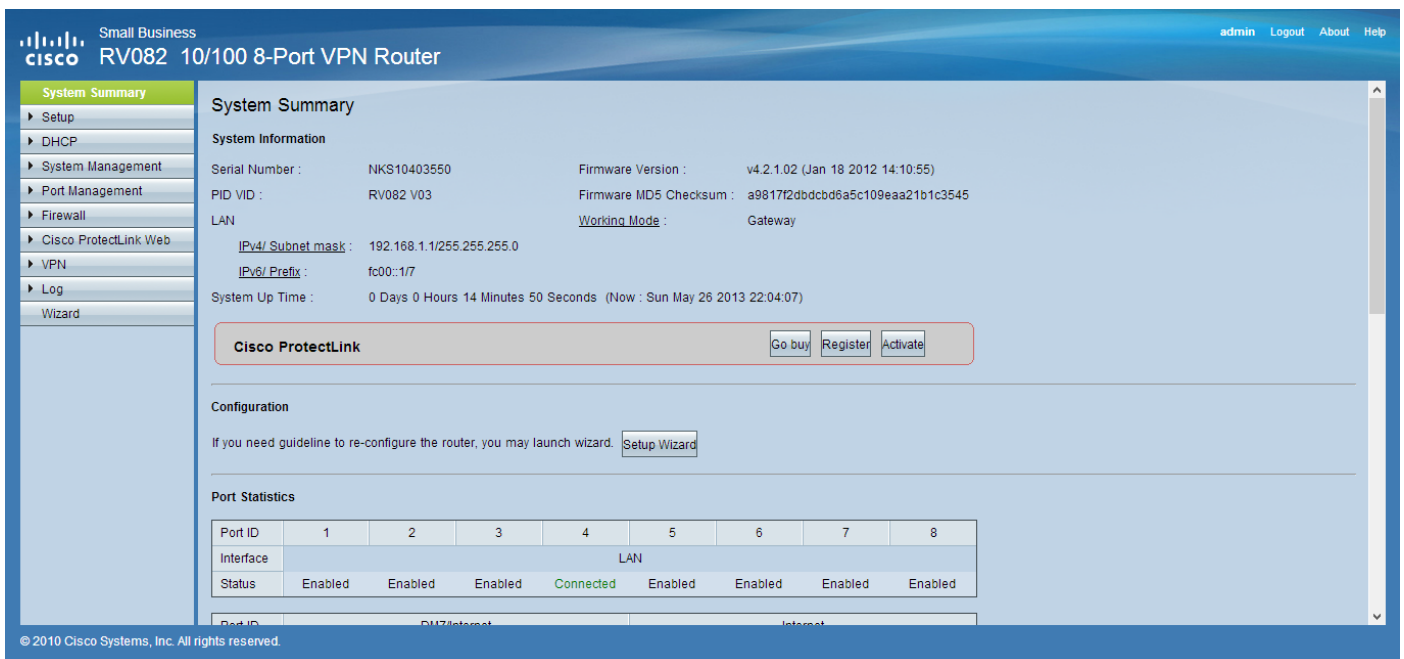 Small Business
CISCO RV082 10/100 8-Port VPN Router
admin Logout About Help
System Summary
Setup
DHCP
System Management
Port Management
Firewall
Cisco ProtectLink Web
VPN
Log
Wizard
System Summary
System Information
Serial Number : NKS10403550 Firmware Version : v4.2.1.02 (Jan 18 2012 14:10:55)
PID VID : RV082 V03 Firmware MD5 Checksum : a9817f2dbdcbd6a5c109eaa21b1c3545
LAN Working Mode : Gateway
IPv4/ Subnet mask : 192.168.1.1/255.255.255.0
IPv6/ Prefix : fc00::1/7
System Up Time : 0 Days 0 Hours 14 Minutes 50 Seconds (Now : Sun May 26 2013 22:04:07)
Cisco ProtectLink Go buy Register Activate
Configuration
If you need guideline to re-configure the router, you may launch wizard. Setup Wizard
Port Statistics
Port ID 1 2 3 4 5 6 7 8
Interface LAN
Status Enabled Enabled Enabled Connected Enabled Enabled Enabled Enabled
Port ID DMZ/Internet Internet
© 2010 Cisco Systems, Inc. All rights reserved.